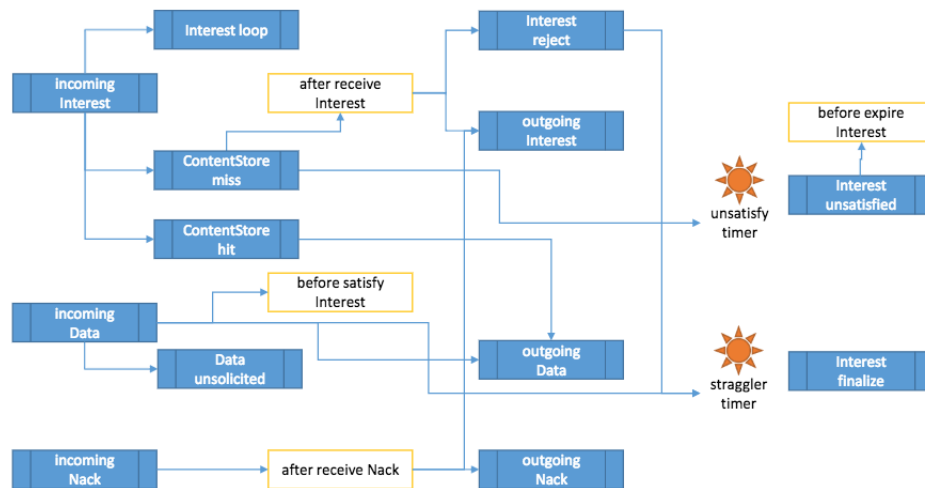 Interest loop
Interest
reject
incoming
Interest
after receive
Interest
before expire
Interest
outgoing
Interest
ContentStore
miss
Interest
unsatisfied
unsatisfy
timer
ContentStore
hit
before satisfy
Interest
incoming
Data
Data
unsolicited
outgoing
Data
straggler
timer
Interest
finalize
incoming
Nack
after receive Nack
outgoing
Nack